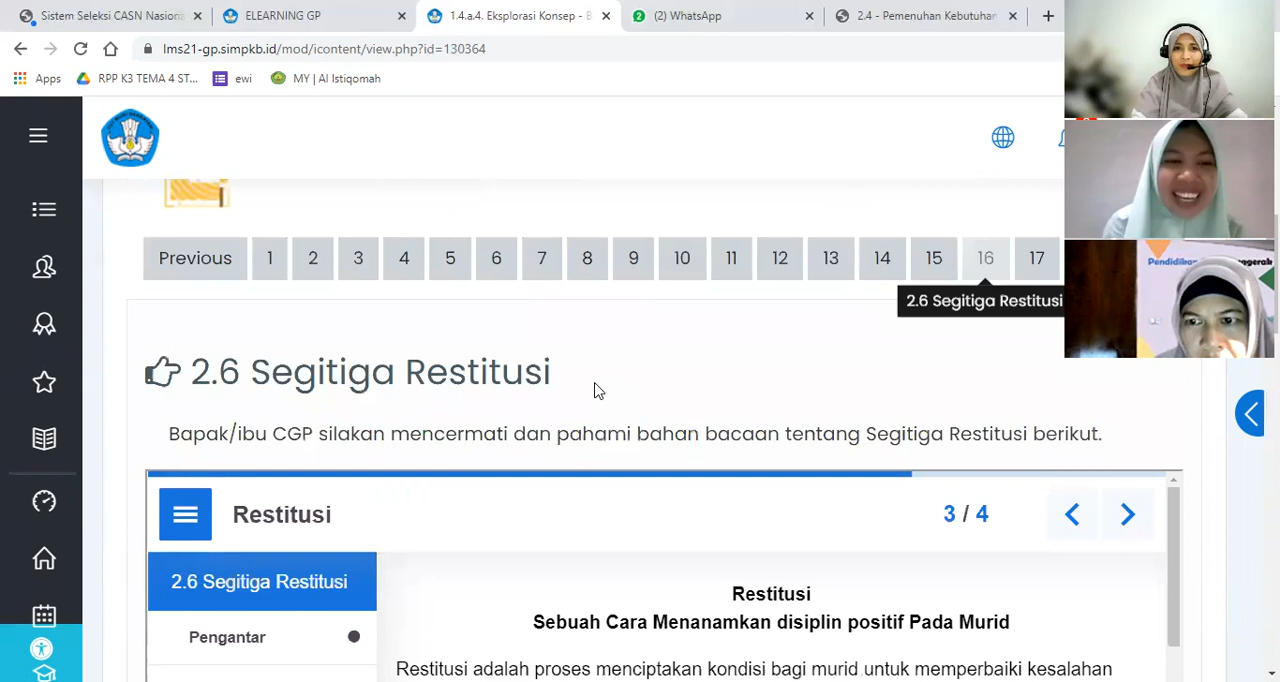 Sistem Seleksi CASN Nasiona
ELEARNING GP
1.4.a.4. Eksplorasi Konsep - B
(2) WhatsApp
2.4 - Pemenuhan Kebutuhan
lms21-gp.simpkb.id/mod/icontent/view.php?id=130364
Apps
RPP K3 TEMA 4 ST...
ewi
MY | Al Istiqomah
Previous 1 2 3 4 5 6 7 8 9 10 11 12 13 14 15 16 17
2.6 Segitiga Restitusi
Pendidikan
2.6 Segitiga Restitusi
Bapak/ibu CGP silakan mencermati dan pahami bahan bacaan tentang Segitiga Restitusi berikut.
Restitusi
3 / 4
2.6 Segitiga Restitusi
Pengantar
Restitusi
Sebuah Cara Menanamkan disiplin positif Pada Murid
Restitusi adalah proses menciptakan kondisi bagi murid untuk memperbaiki kesalahan